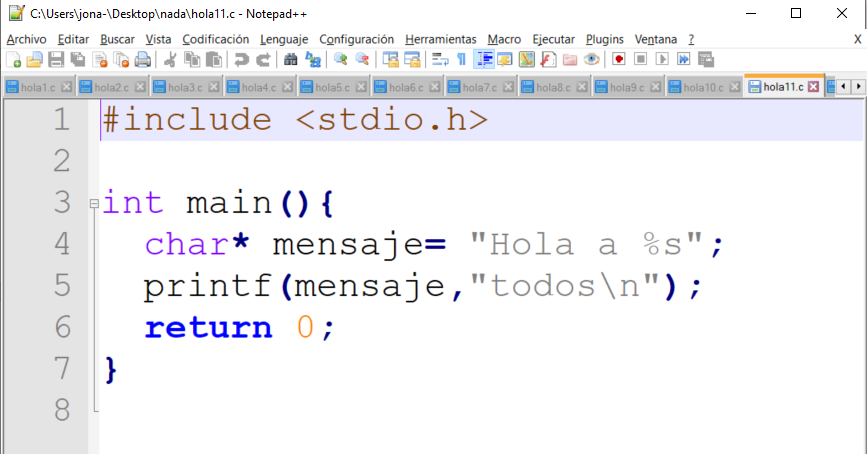 C:\Users\jona-\Desktop\nada\hola11.c - Notepad++
Archivo Editar Buscar Vista Codificación Lenguaje Configuración Herramientas Macro Ejecutar Plugins Ventana ? X
hola1.c hola2.c hola3.c hola4.c hola5.c hola6.c hola7.c hola8.c hola9.c hola10.c hola11.c
1 #include <stdio.h>
2
3 int main(){
4 char* mensaje= "Hola a %s";
5 printf(mensaje,"todos\n");
6 return 0;
7 }
8